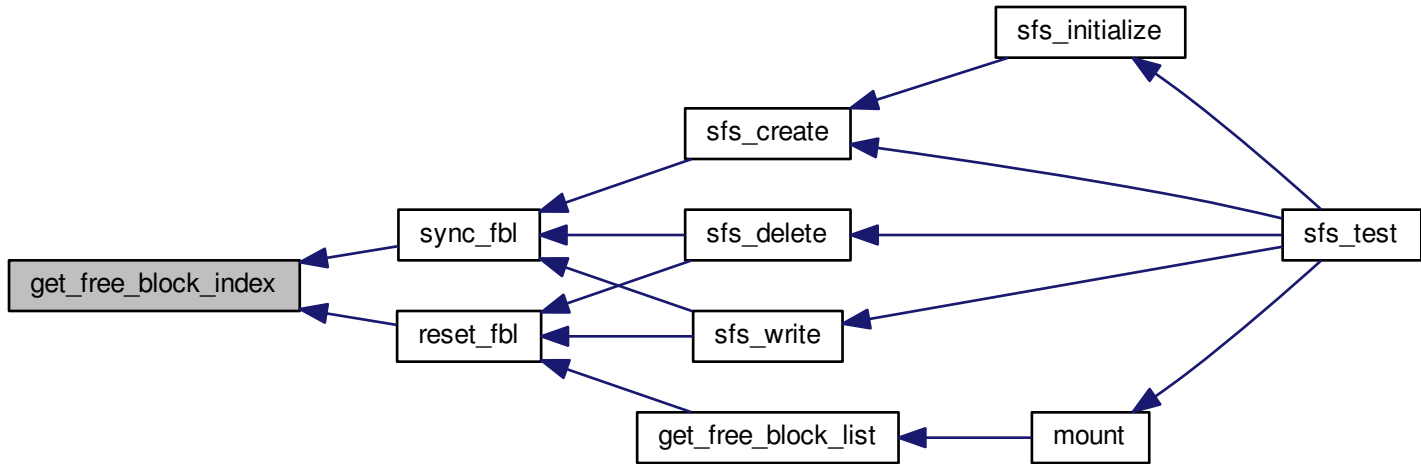 sfs_initialize
sfs_create
sync_fbl
sfs_delete
sfs_test
get_free_block_index
reset_fbl
sfs_write
get_free_block_list
mount